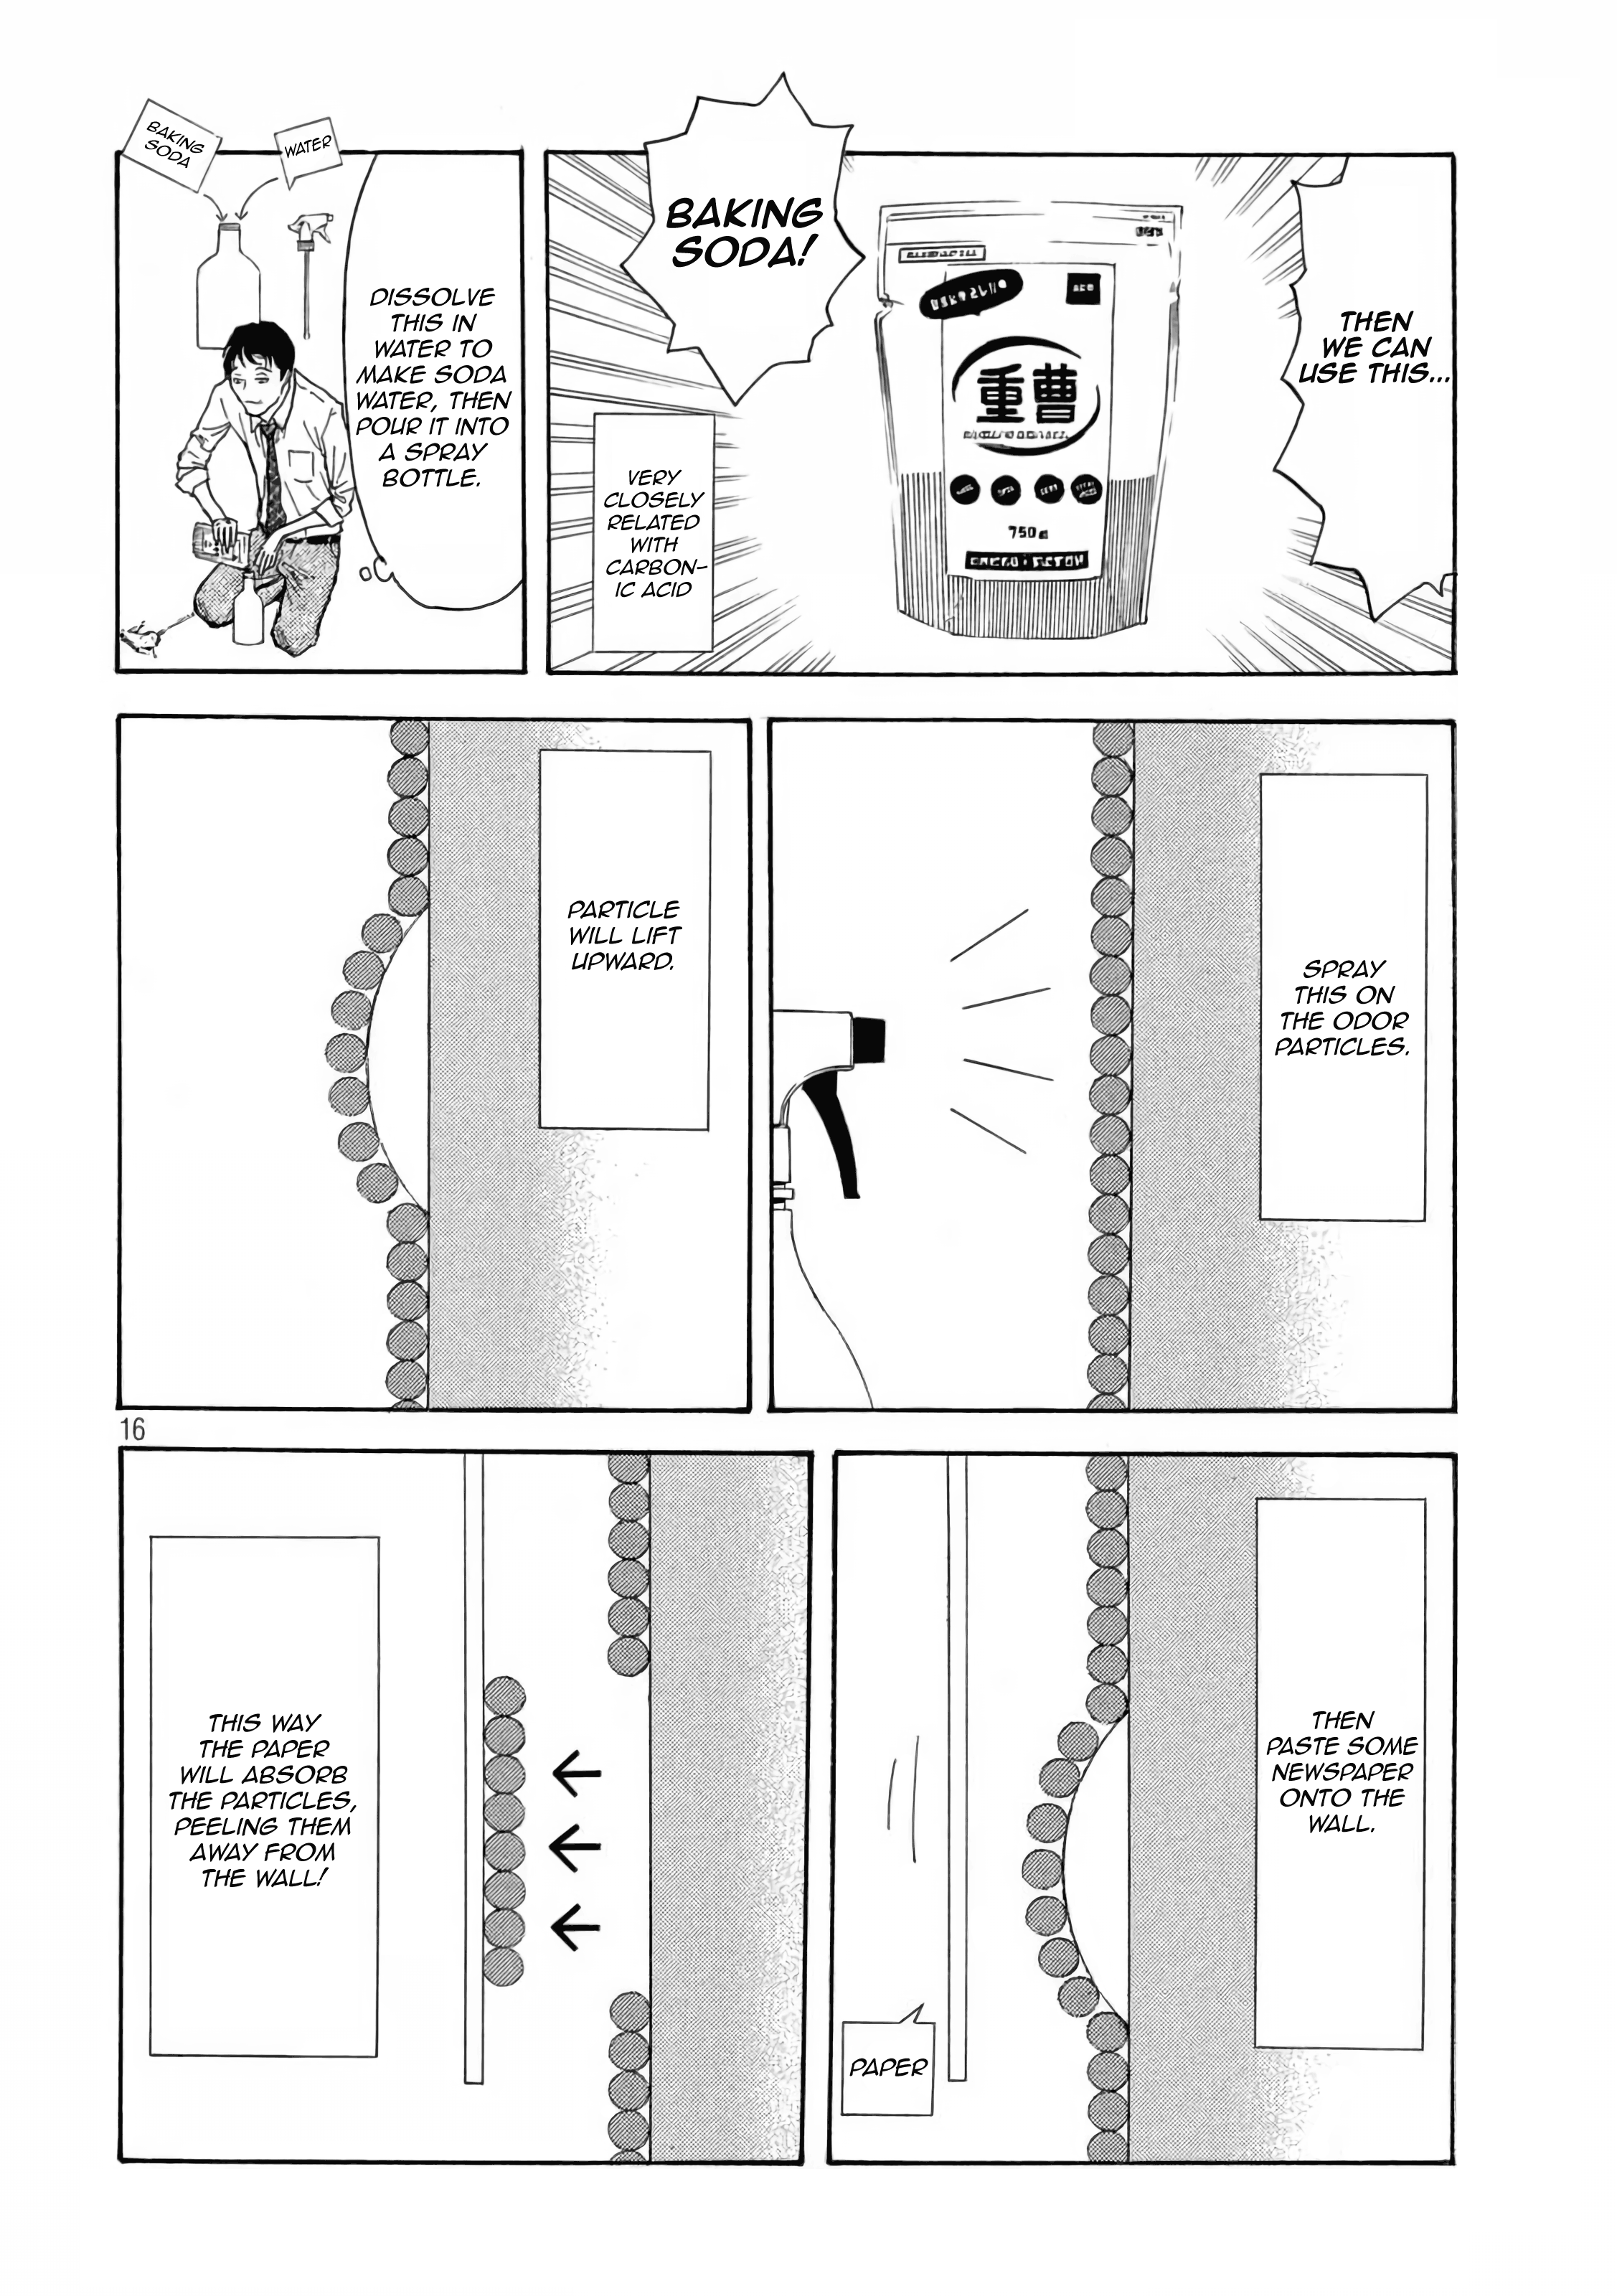 THEN
WE CAN
USE THIS...
BAKING
SODA!
重曹
750g
VERY
CLOSELY
RELATED
WITH
CARBON-
IC ACID
BAKING
SODA
WATER
DISSOLVE
THIS IN
WATER TO
MAKE SODA
WATER, THEN
POUR IT INTO
A SPRAY
BOTTLE.
SPRAY
THIS ON
THE ODOR
PARTICLES.
PARTICLE
WILL LIFT
UPWARD.
16
THEN
PASTE SOME
NEWSPAPER
ONTO THE
WALL.
PAPER
THIS WAY
THE PAPER
WILL ABSORB
THE PARTICLES,
PEELING THEM
AWAY FROM
THE WALL!